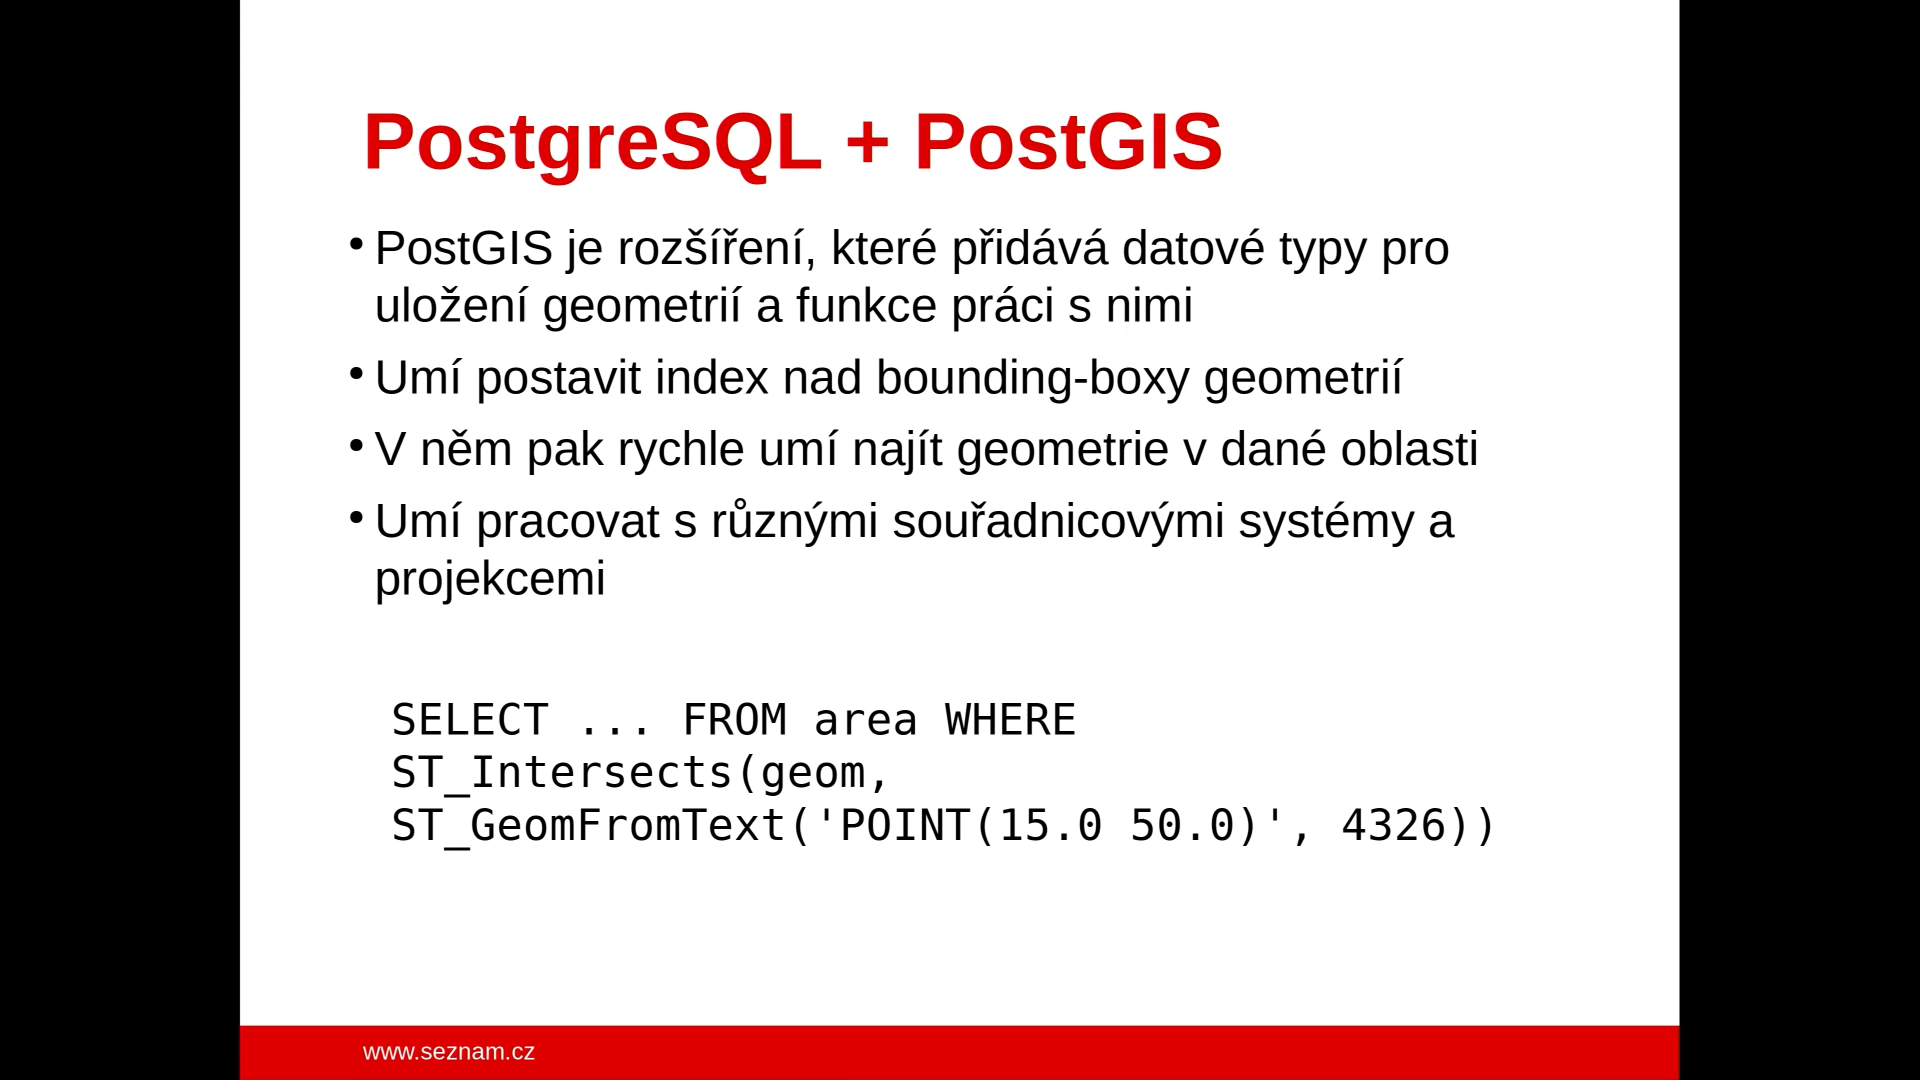 PostgreSQL + PostGIS
• PostGIS je rozšíření, které přidává datové typy pro
uložení geometrií a funkce práci s nimi
• Umí postavit index nad bounding-boxy geometrií
• V něm pak rychle umí najít geometrie v dané oblasti
• Umí pracovat s různými souřadnicovými systémy a
projekcemi
SELECT ... FROM area WHERE
ST_Intersects(geom,
ST_GeomFromText('POINT(15.0 50.0)', 4326))
www.seznam.cz